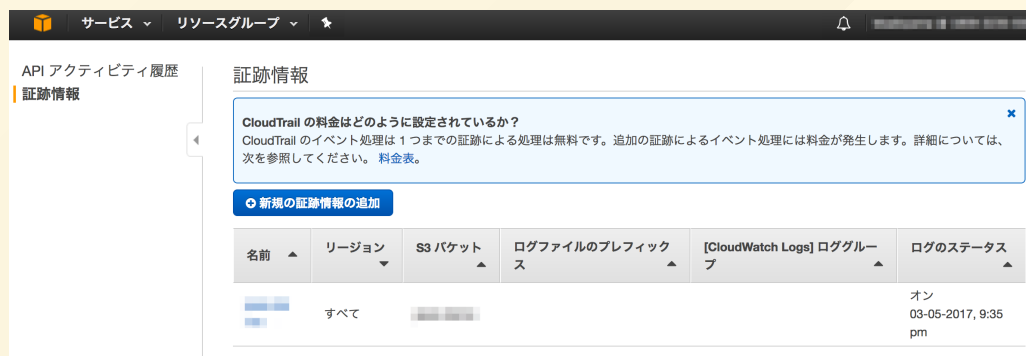 サービス リソースグループ
API アクティビティ履歴
証跡情報
証跡情報
CloudTrail の料金はどのように設定されているか？
CloudTrail のイベント処理は 1 つまでの証跡による処理は無料です。追加の証跡によるイベント処理には料金が発生します。詳細については、
次を参照してください。 料金表。
新規の証跡情報の追加
名前
リージョン
S3 バケット
ログファイルのプレフィック
ス
[CloudWatch Logs] ロググルー
プ
ログのステータス
すべて
オン
03-05-2017, 9:35
pm